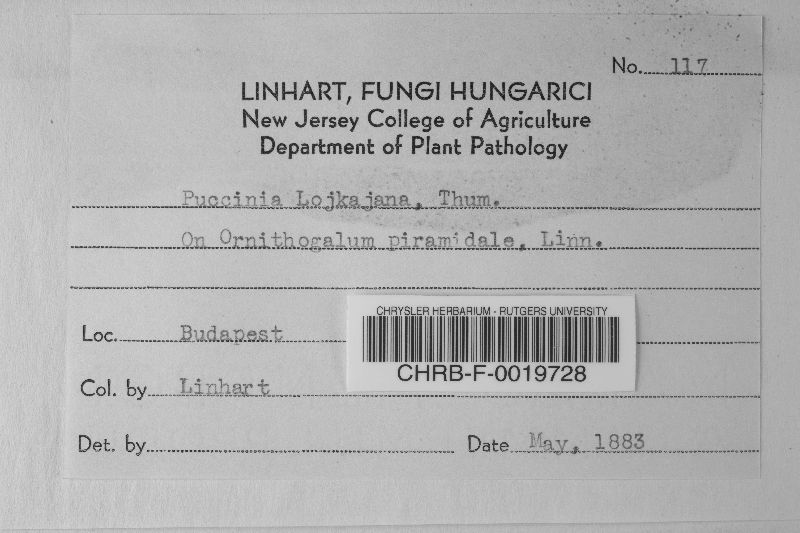 No. 117
LINHART, FUNGI HUNGARICI
New Jersey College of Agriculture
Department of Plant Pathology
Puccinia Lojkajana, Thum.
On Ornithogalum piramidale, Linn.
Loc. Budapest
CHRYSLER HERBARIUM - RUTGERS UNIVERSITY
CHRB-F-0019728
Col. by Linhart
Det. by
Date May, 1883